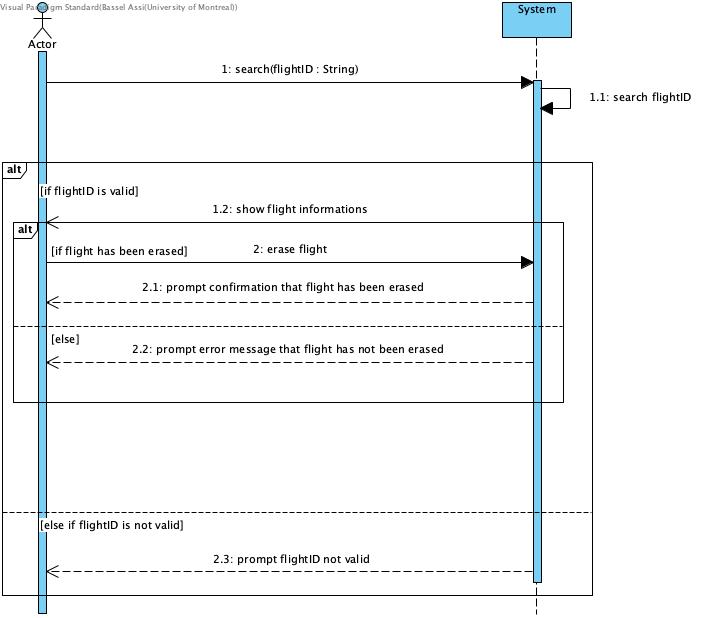 Visual Paradigm Standard(Bassel Assi(University of Montreal))
System
Actor
1: search(flightID : String)
1.1: search flightID
alt
[if flightID is valid]
1.2: show flight informations
alt
[if flight has been erased]
2: erase flight
2.1: prompt confirmation that flight has been erased
[else]
2.2: prompt error message that flight has not been erased
[else if flightID is not valid]
2.3: prompt flightID not valid